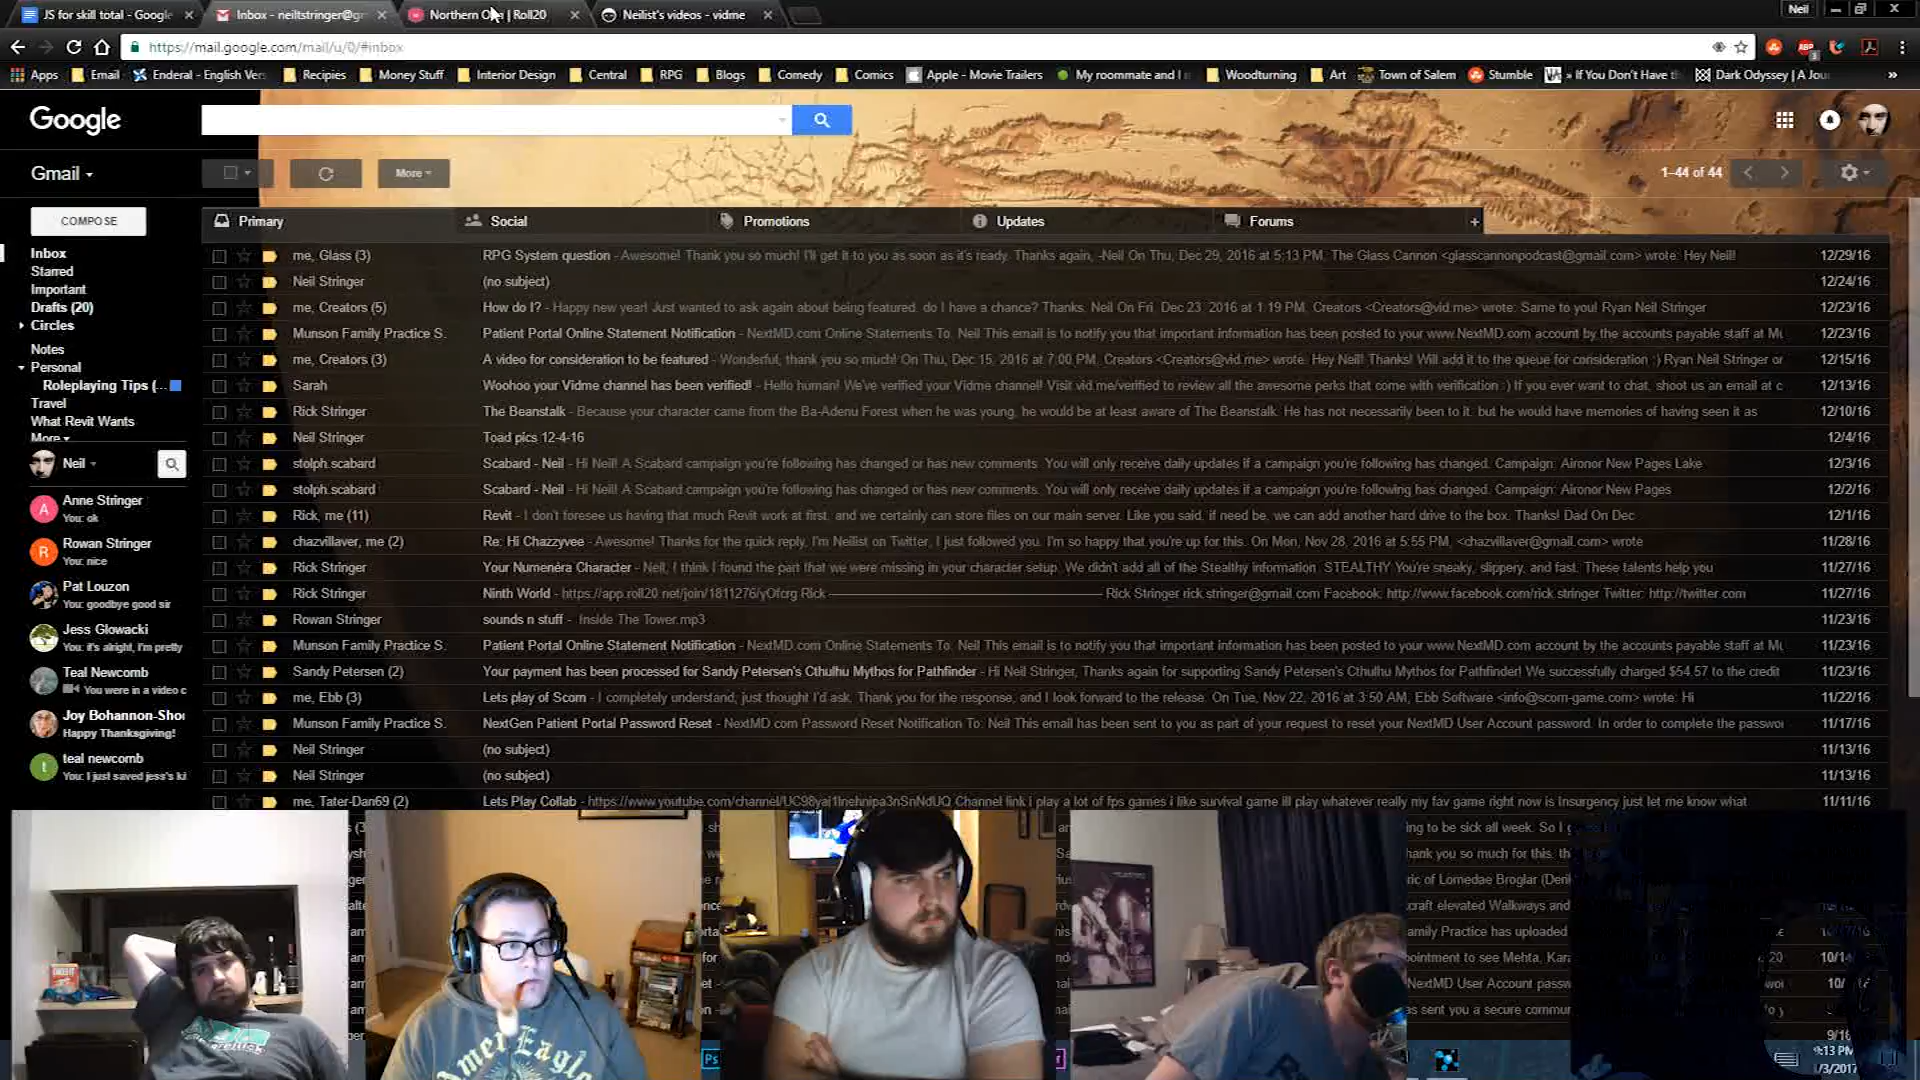 JS for skill total - Google
Inbox - neiltstringer@g
Northern O | Roll20
Neilist's videos - vidme
Neil
https://mail.google.com/mail/u/0/#inbox
Apps Email Enderal - English Ver Recipies Money Stuff Interior Design Central RPG Blogs Comedy Comics Apple - Movie Trailers My roommate and I Woodturning Art Town of Salem Stumble » If You Don't Have Dark Odyssey | A Jou »
Google
Gmail More 1–44 of 44
COMPOSE
Primary Social Promotions Updates Forums +
Inbox
Starred
Important
Drafts (20)
Circles
Notes
Personal
Roleplaying Tips (...
Travel
What Revit Wants
More
Neil
A Anne Stringer
You: ok
R Rowan Stringer
You: nice
Pat Louzon
You: goodbye good sir
Jess Glowacki
You: it's alright, I'm pretty
Teal Newcomb
You were in a video c
Joy Bohannon-Sho
Happy Thanksgiving!
t teal newcomb
You: I just saved jess's
me, Glass (3) RPG System question - Awesome! Thank you so much! I'll get it to you as soon as it's ready. Thanks again, -Neil On Thu, Dec 29, 2016 at 5:13 PM, The Glass Cannon <glasscannonpodcast@gmail.com> wrote: Hey Neil! 12/29/16
Neil Stringer (no subject) 12/24/16
me, Creators (5) How do I? - Happy new year! Just wanted to ask again about being featured. do I have a chance? Thanks, Neil On Fri, Dec 23, 2016 at 1:19 PM, Creators <Creators@vid.me> wrote: Same to you! Ryan Neil Stringer 12/23/16
Munson Family Practice S. Patient Portal Online Statement Notification - NextMD.com Online Statements To: Neil This email is to notify you that important information has been posted to your www.NextMD.com account by the accounts payable staff at Mu 12/23/16
me, Creators (3) A video for consideration to be featured - Wonderful, thank you so much! On Thu, Dec 15, 2016 at 7:00 PM, Creators <Creators@vid.me> wrote: Hey Neil! Thanks! Will add it to the queue for consideration :) Ryan Neil Stringer or 12/15/16
Sarah Woohoo your Vidme channel has been verified! - Hello human! We've verified your Vidme channel! Visit vid.me/verified to review all the awesome perks that come with verification :) If you ever want to chat, shoot us an email at c 12/13/16
Rick Stringer The Beanstalk - Because your character came from the Ba-Adenu Forest when he was young, he would be at least aware of The Beanstalk. He has not necessarily been to it, but he would have memories of having seen it as 12/10/16
Neil Stringer Toad pics 12-4-16 12/4/16
stolph.scabard Scabard - Neil - Hi Neil! A Scabard campaign you're following has changed or has new comments. You will only receive daily updates if a campaign you're following has changed. Campaign: Aironor New Pages Lake 12/3/16
stolph.scabard Scabard - Neil - Hi Neil! A Scabard campaign you're following has changed or has new comments. You will only receive daily updates if a campaign you're following has changed. Campaign: Aironor New Pages 12/2/16
Rick, me (11) Revit - I don't foresee us having that much Revit work at first, and we certainly can store files on our main server. Like you said, if need be, we can add another hard drive to the box. Thanks! Dad On Dec 12/1/16
chazvillaver, me (2) Re: Hi Chazzyvee - Awesome! Thanks for the quick reply, I'm Neilist on Twitter, I just followed you. I'm so happy that you're up for this. On Mon, Nov 28, 2016 at 5:55 PM, <chazvillaver@gmail.com> wrote 11/28/16
Rick Stringer Your Numenéra Character - Neil, I think I found the part that we were missing in your character setup. We didn't add all of the Stealthy information. STEALTHY You're sneaky, slippery, and fast. These talents help you 11/27/16
Rick Stringer Ninth World - https://app.roll20.net/join/1811276/yOfcrg Rick Rick Stringer rick.stringer@gmail.com Facebook: http://www.facebook.com/rick.stringer Twitter: http://twitter.com 11/27/16
Rowan Stringer sounds n stuff - Inside The Tower.mp3 11/23/16
Munson Family Practice S. Patient Portal Online Statement Notification - NextMD.com Online Statements To: Neil This email is to notify you that important information has been posted to your www.NextMD.com account by the accounts payable staff at Mu 11/23/16
Sandy Petersen (2) Your payment has been processed for Sandy Petersen's Cthulhu Mythos for Pathfinder - Hi Neil Stringer, Thanks again for supporting Sandy Petersen's Cthulhu Mythos for Pathfinder! We successfully charged $54.57 to the credit 11/23/16
me, Ebb (3) Lets play of Scorn - I completely understand, just thought I'd ask. Thank you for the response, and I look forward to the release. On Tue, Nov 22, 2016 at 3:50 AM, Ebb Software <info@scorn-game.com> wrote: Hi 11/22/16
Munson Family Practice S. NextGen Patient Portal Password Reset - NextMD.com Password Reset Notification To: Neil This email has been sent to you as part of your request to reset your NextMD User Account password. In order to complete the passwo 11/17/16
Neil Stringer (no subject) 11/13/16
Neil Stringer (no subject) 11/13/16
me, Tater-Dan69 (2) Lets Play Collab - Channel link i play a lot of fps games i like survival game ill play whatever really my fav game right now is Insurgency just let me know what 11/11/16
ing to be sick all week. So I g
hank you so much for this. th
ric of Lomedae Broglar (Deni
craft elevated Walkways and
amily Practice has uploaded
ppointment to see Mehta, Kar 20 10/14
NextMD User Account passw 10/
s sent you a secure commu
9/16
Ps
9:13 PM
/3/2017